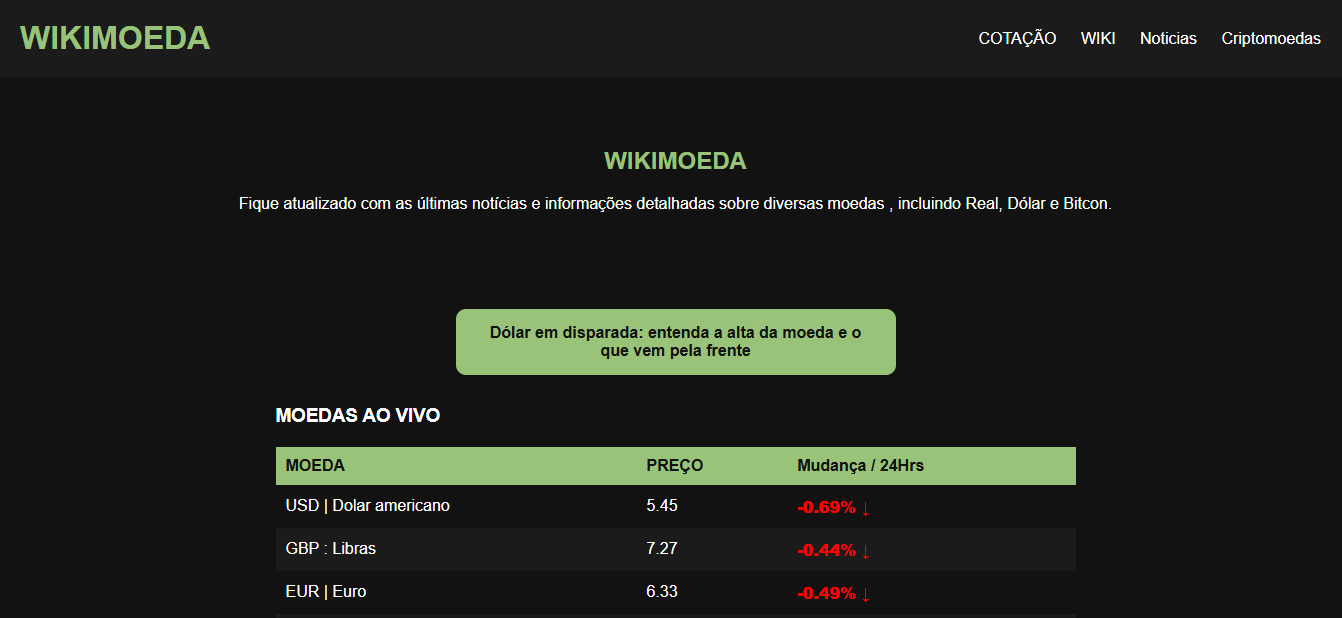 WIKIMOEDA
COTAÇÃO WIKI Noticias Criptomoedas
WIKIMOEDA
Fique atualizado com as últimas notícias e informações detalhadas sobre diversas moedas , incluindo Real, Dólar e Bitcon.
Dólar em disparada: entenda a alta da moeda e o
que vem pela frente
MOEDAS AO VIVO
MOEDA PREÇO Mudança / 24Hrs
USD | Dolar americano 5.45 -0.69% ↓
GBP : Libras 7.27 -0.44% ↓
EUR | Euro 6.33 -0.49% ↓